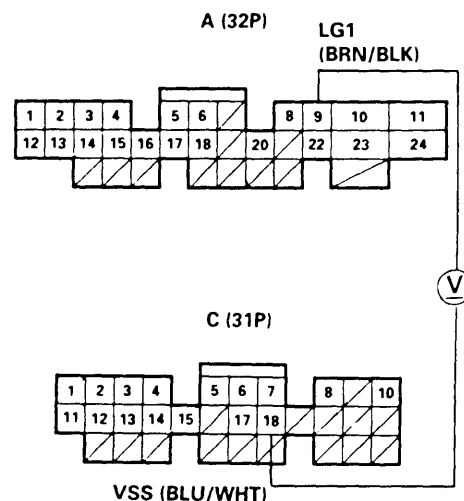 A (32P)
LG1
(BRN/BLK)
1 2 3 4 5 6 8 9 10 11
12 13 14 15 16 17 18 20 22 23 24
V
C (31P)
1 2 3 4 5 6 7 8 10
11 12 13 14 15 17 18
VSS (BLU/WHT)